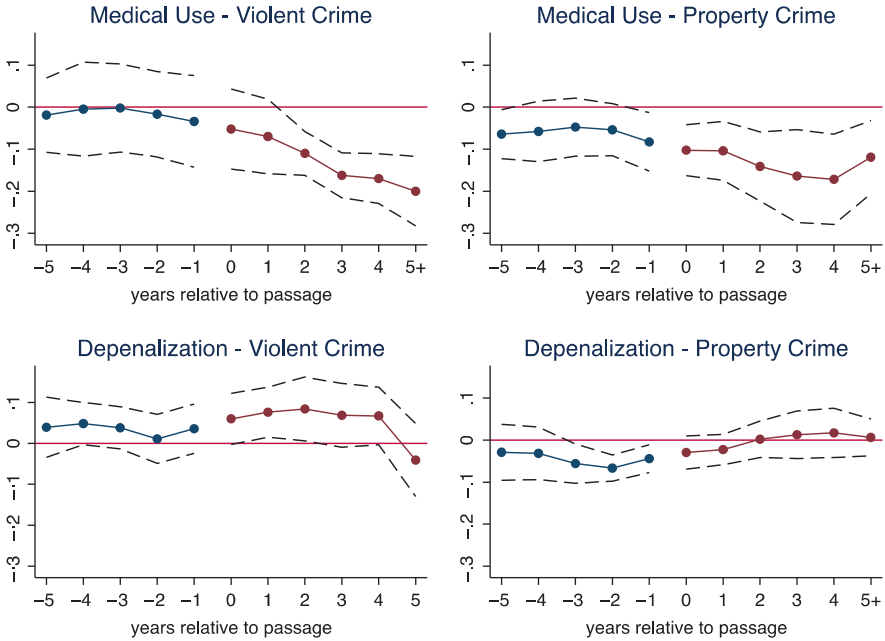 Medical Use - Violent Crime
.1
0
-.1
-.2
-.3
−5 −4 −3 −2 −1 0 1 2 3 4 5+
years relative to passage
Medical Use - Property Crime
.1
0
-.1
-.2
-.3
−5 −4 −3 −2 −1 0 1 2 3 4 5+
years relative to passage
Depenalization - Violent Crime
.1
0
-.1
-.2
-.3
−5 −4 −3 −2 −1 0 1 2 3 4 5
years relative to passage
Depenalization - Property Crime
.1
0
-.1
-.2
-.3
−5 −4 −3 −2 −1 0 1 2 3 4 5+
years relative to passage